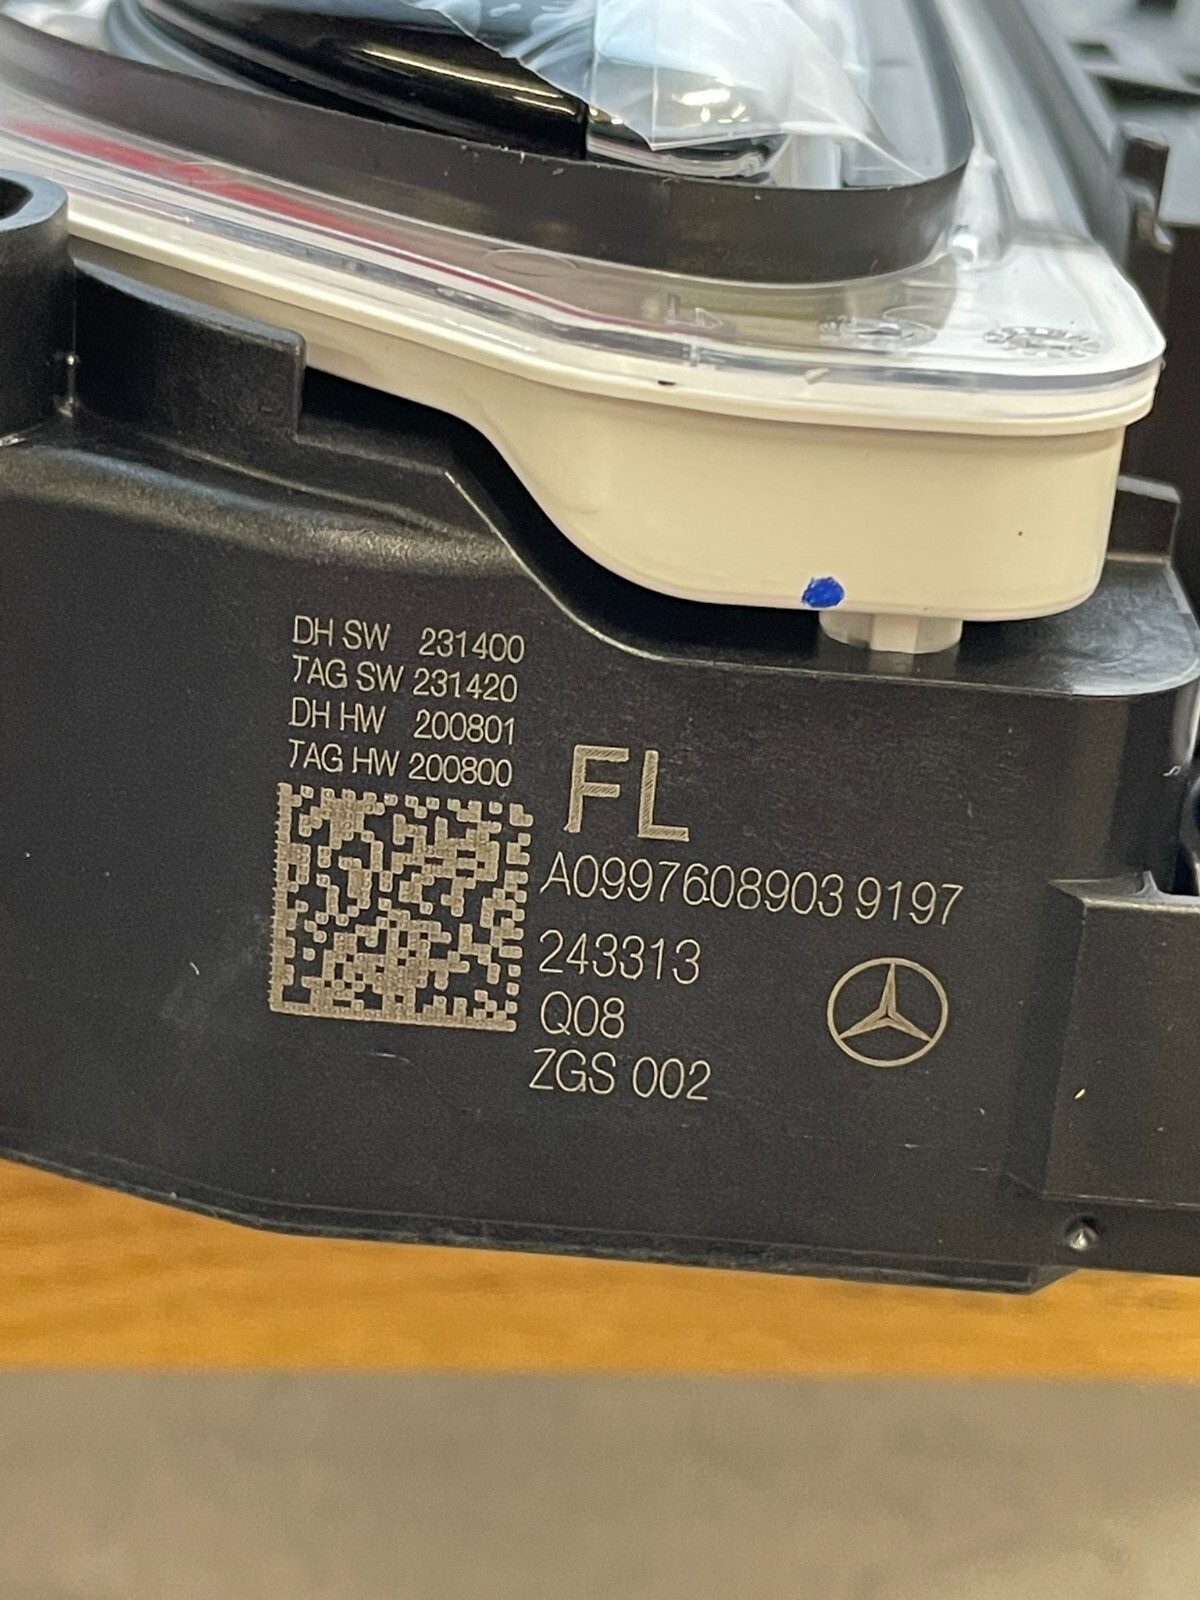 DH SW 231400
TAG SW 231420
DH HW 200801
TAG HW 200800
FL
A0997608903 9197
243313
Q08
ZGS 002